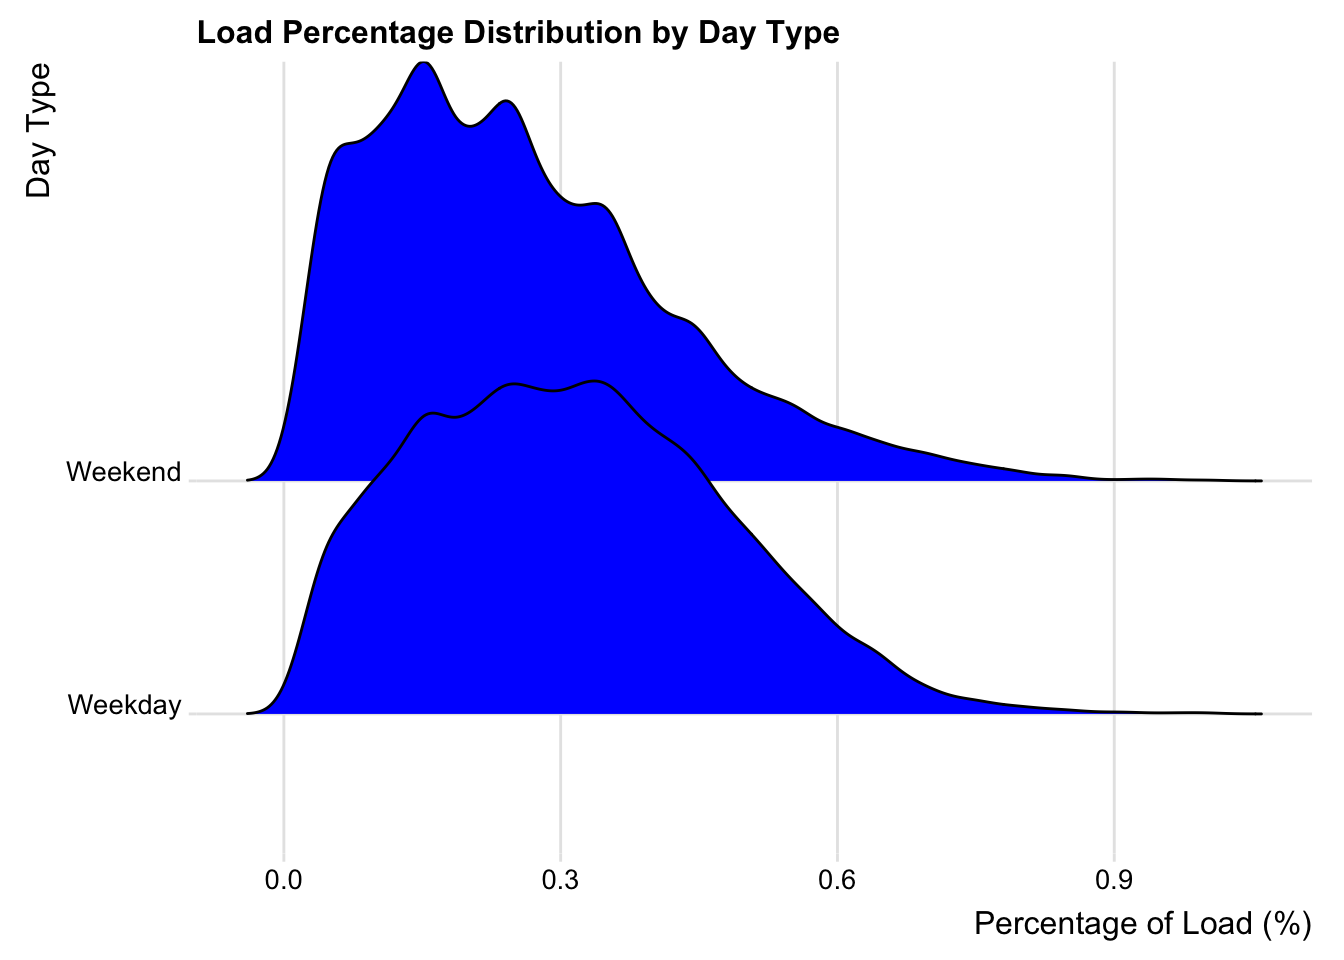 Load Percentage Distribution by Day Type
Day Type
Weekend
Weekday
0.0 0.3 0.6 0.9
Percentage of Load (%)